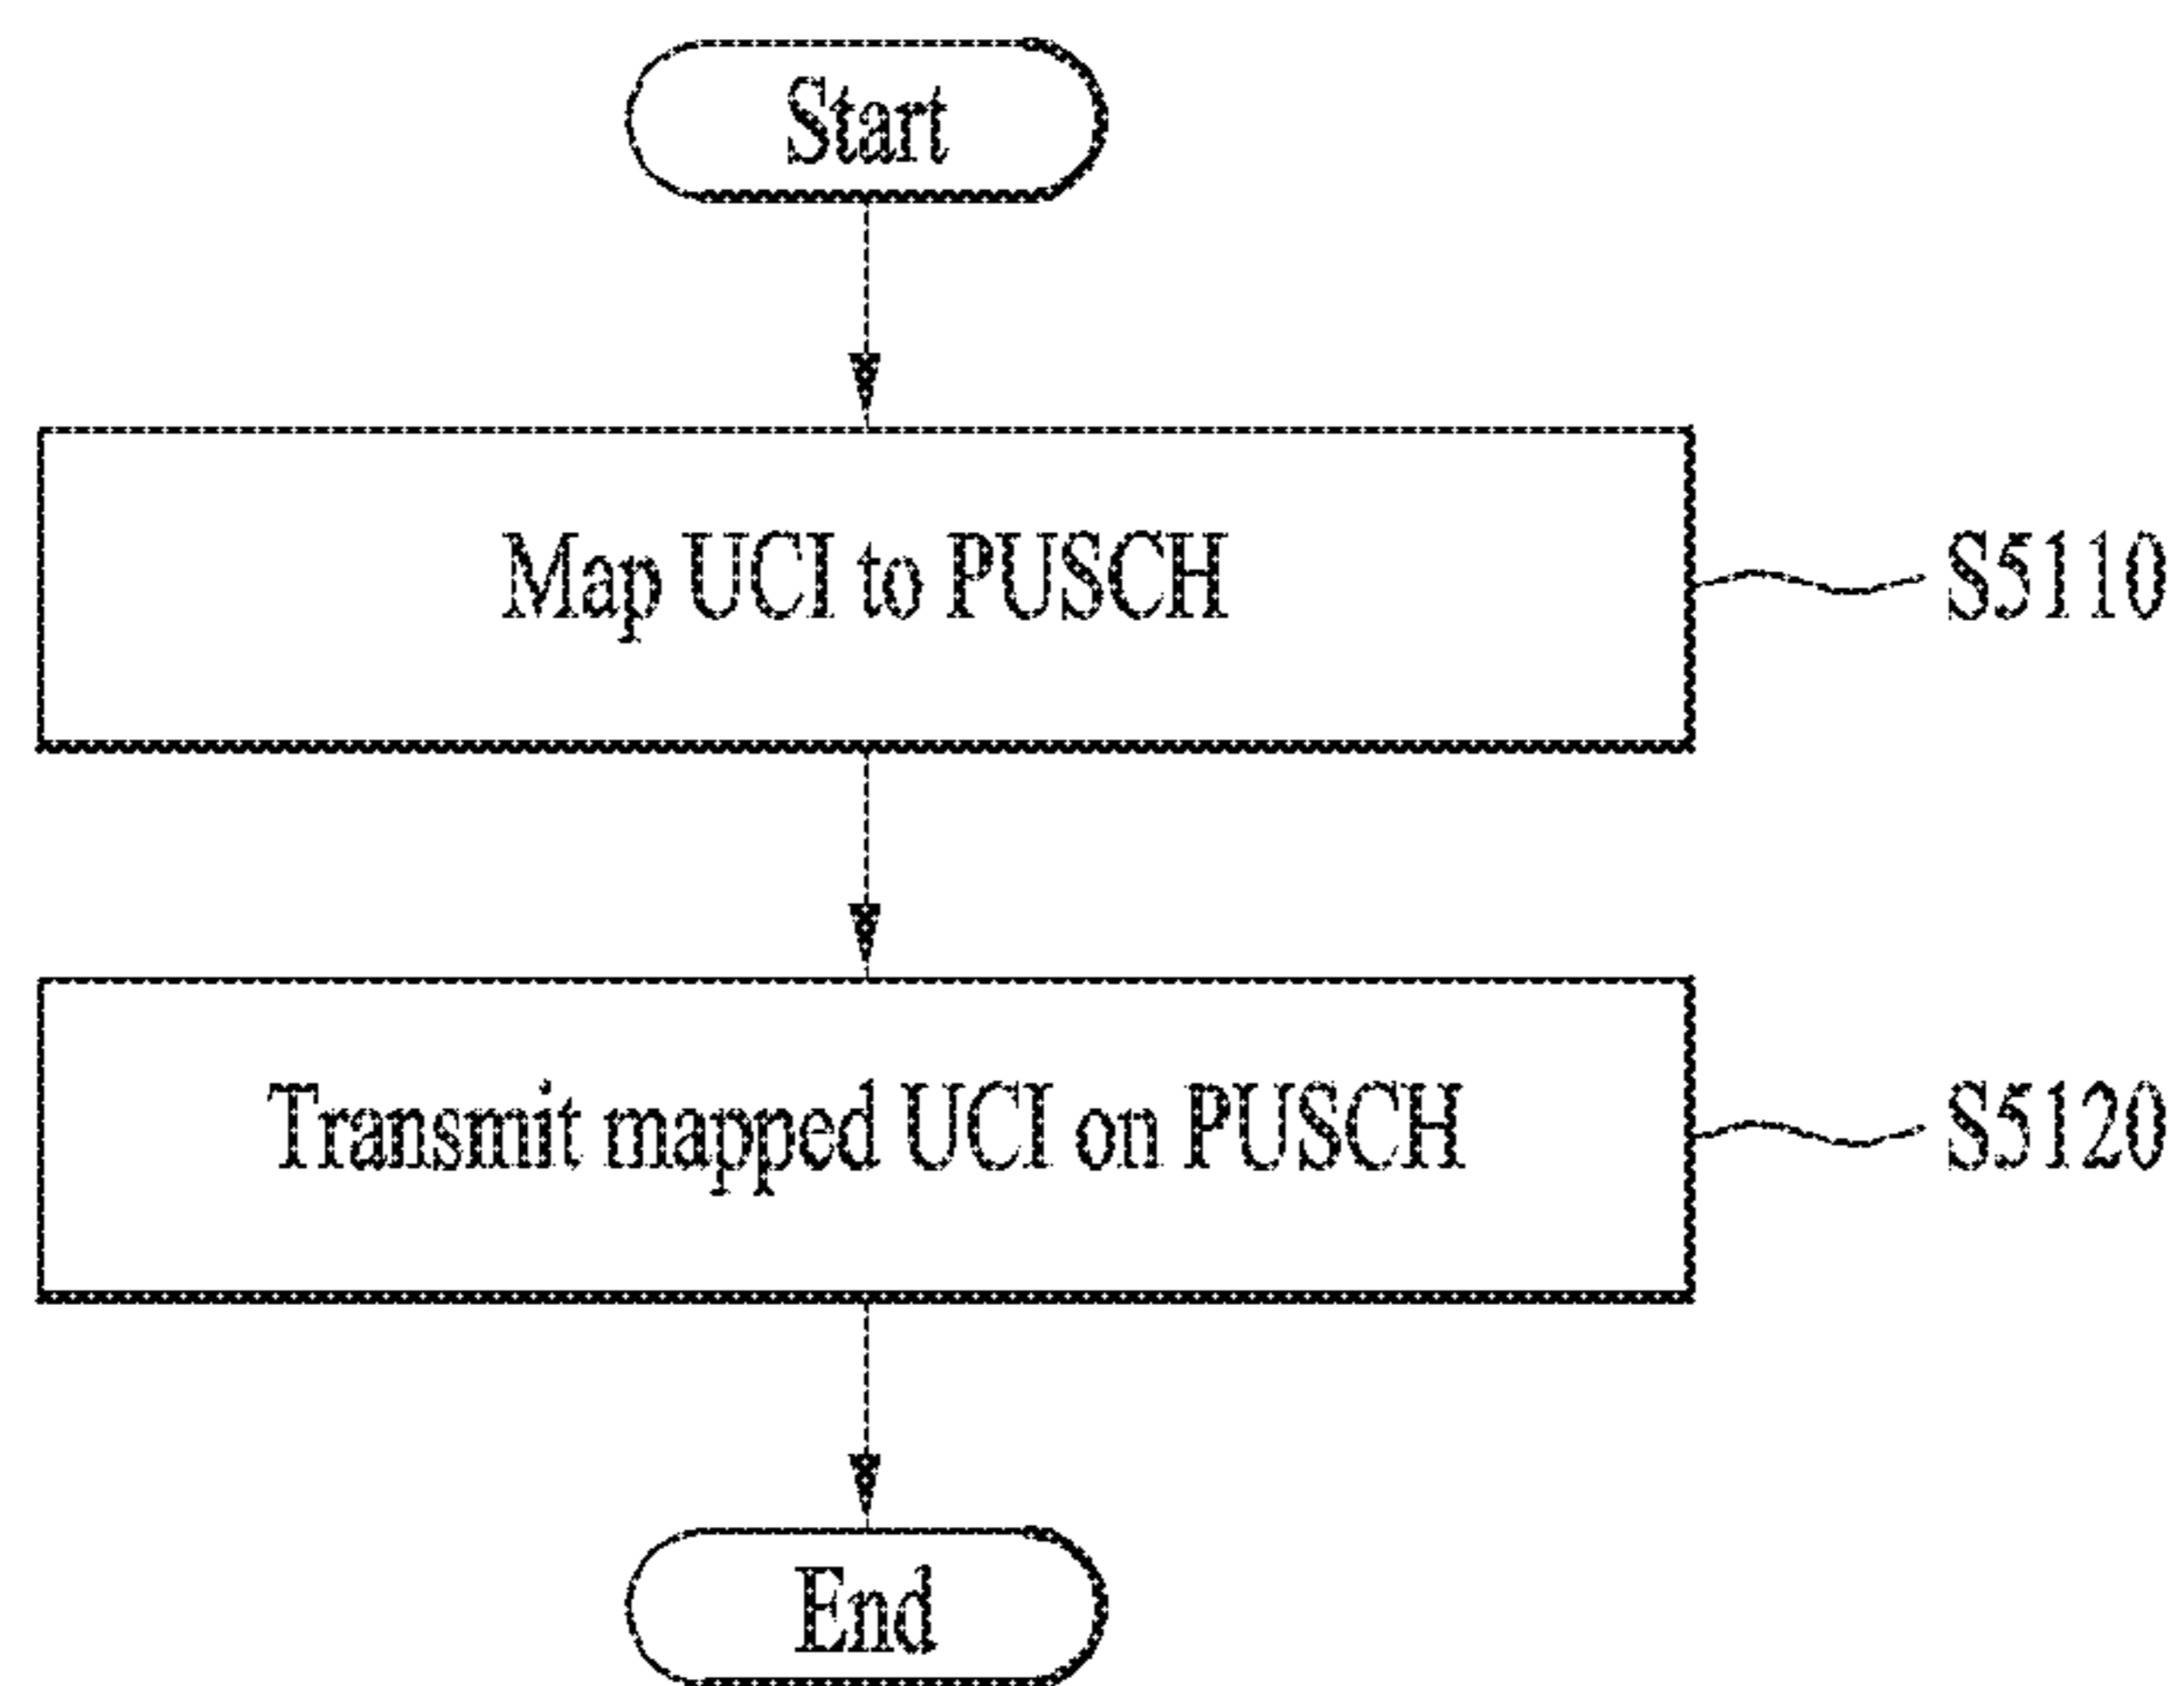 Start
Map UCI to PUSCH
S5110
Transmit mapped UCI on PUSCH
S5120
End